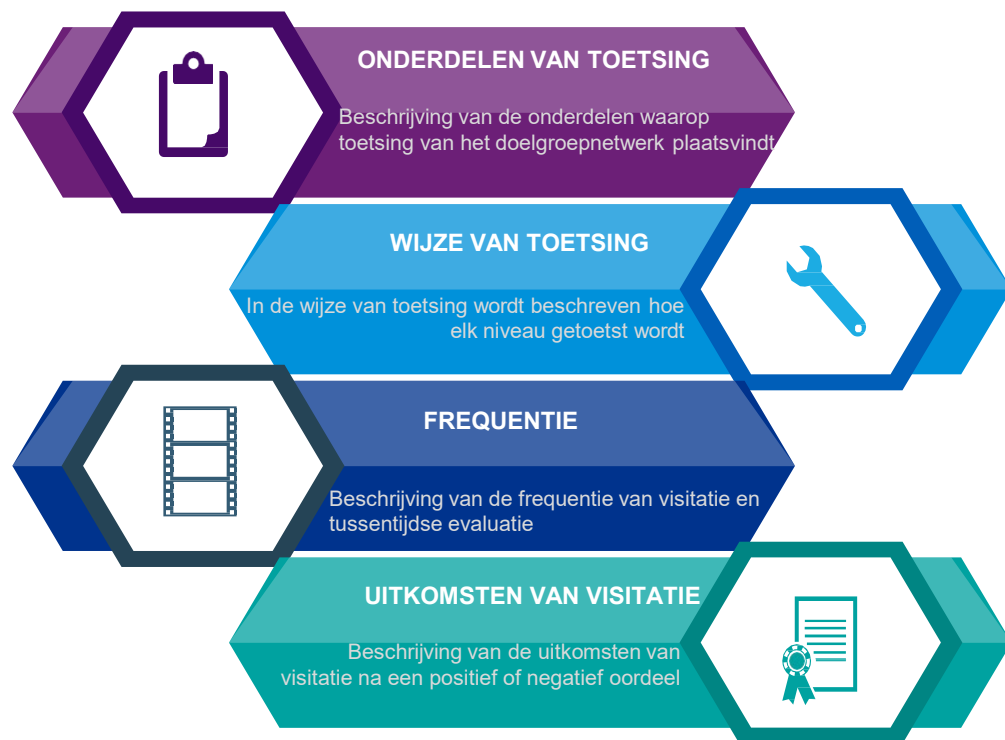 ONDERDELEN VAN TOETSING
Beschrijving van de onderdelen waarop
toetsing van het doelgroepnetwerk plaatsvindt
WIJZE VAN TOETSING
In de wijze van toetsing wordt beschreven hoe
elk niveau getoetst wordt
FREQUENTIE
Beschrijving van de frequentie van visitatie en
tussentijdse evaluatie
UITKOMSTEN VAN VISITATIE
Beschrijving van de uitkomsten van
visitatie na een positief of negatief oordeel